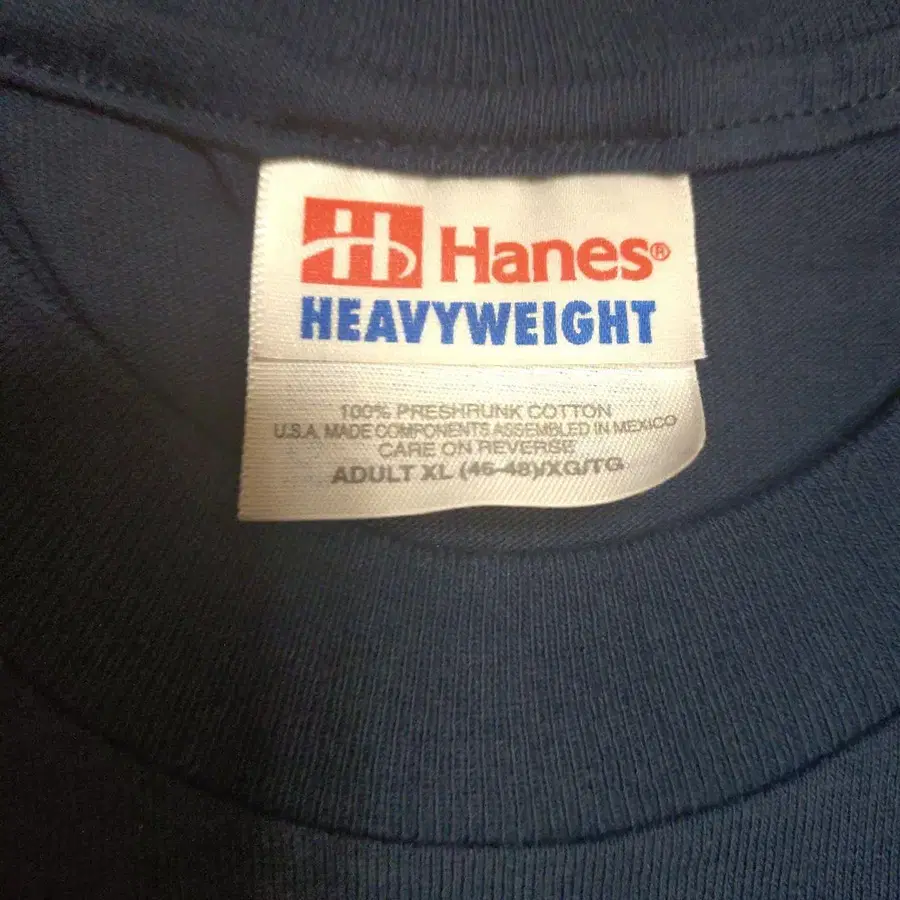 Hanes®
HEAVYWEIGHT
100% PRESHRUNK COTTON
U.S.A. MADE COMPONENTS ASSEMBLED IN MEXICO
CARE ON REVERSE
ADULT XL (46-48)/XG/TG